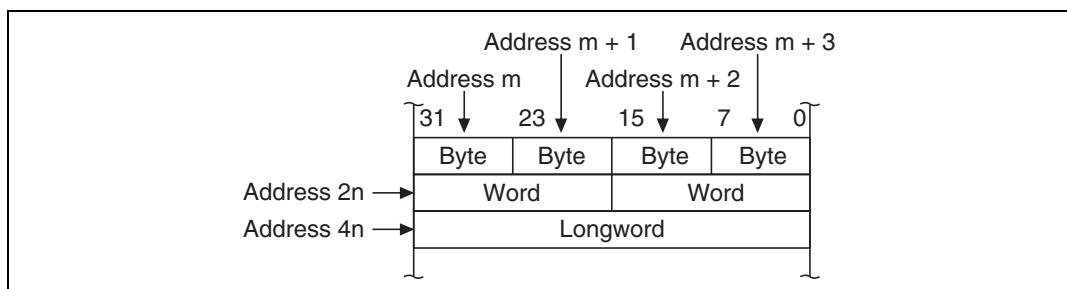 Address m + 1 Address m + 3
Address m Address m + 2
31 23 15 7 0
Byte Byte Byte Byte
Address 2n Word Word
Address 4n Longword